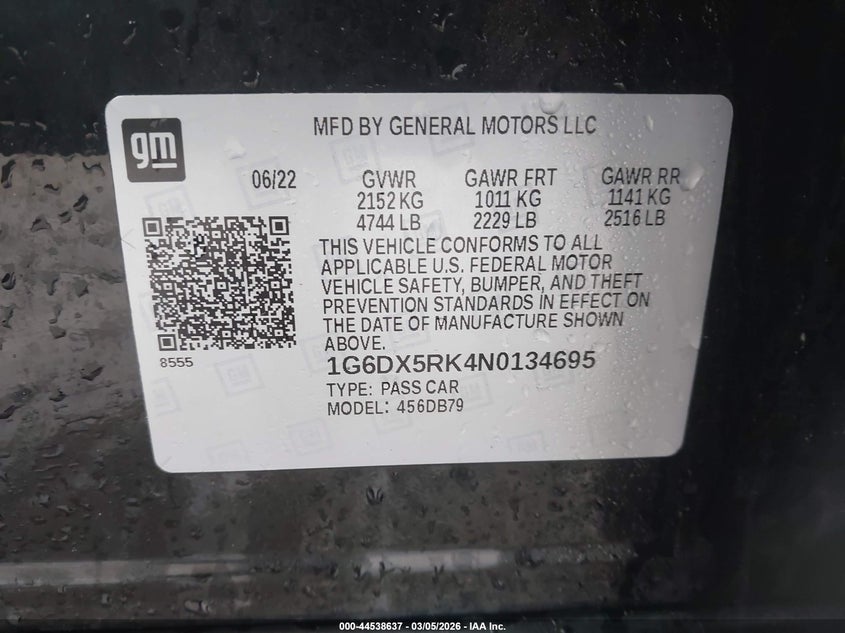 gm
MFD BY GENERAL MOTORS LLC
06/22 GVWR GAWR FRT GAWR RR
2152 KG 1011 KG 1141 KG
4744 LB 2229 LB 2516 LB
THIS VEHICLE CONFORMS TO ALL
APPLICABLE U.S. FEDERAL MOTOR
VEHICLE SAFETY, BUMPER, AND THEFT
PREVENTION STANDARDS IN EFFECT ON
THE DATE OF MANUFACTURE SHOWN
ABOVE.
8555
1G6DX5RK4N0134695
TYPE: PASS CAR
MODEL: 456DB79
000-44538637 - 03/05/2026 - IAA Inc.